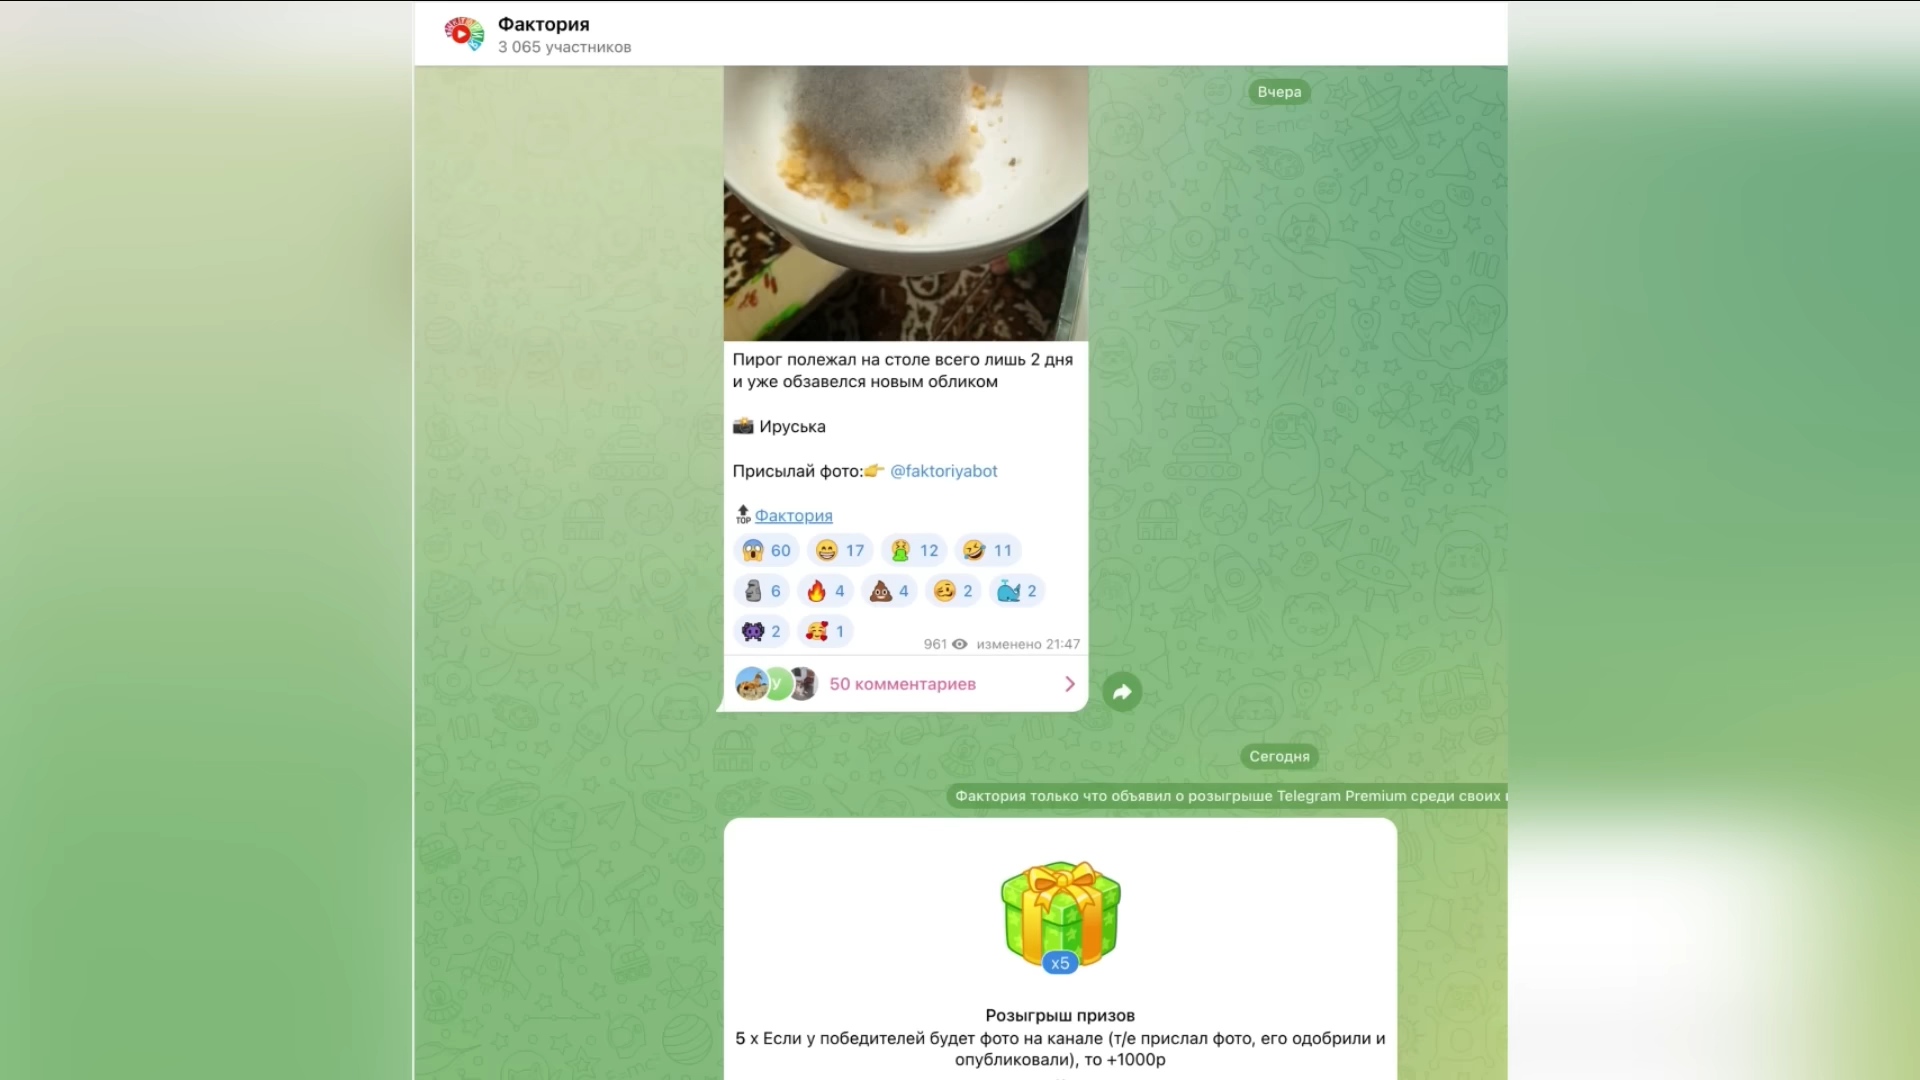 Фактория
3 065 участников
Вчера
Пирог полежал на столе всего лишь 2 дня
и уже обзавелся новым обликом
📸 Ируська
Присылай фото:👉 @faktoriyabot
🔝 Фактория
😱 60 😁 17 🤮 12 🤣 11
🗿 6 🔥 4 💩 4 🥴 2 🐳 2
👾 2 🥰 1
961 изменено 21:47
У
50 комментариев
Сегодня
Фактория только что объявил о розыгрыше Telegram Premium среди своих
x5
Розыгрыш призов
5 x Если у победителей будет фото на канале (т/е прислал фото, его одобрили и
опубликовали), то +1000р